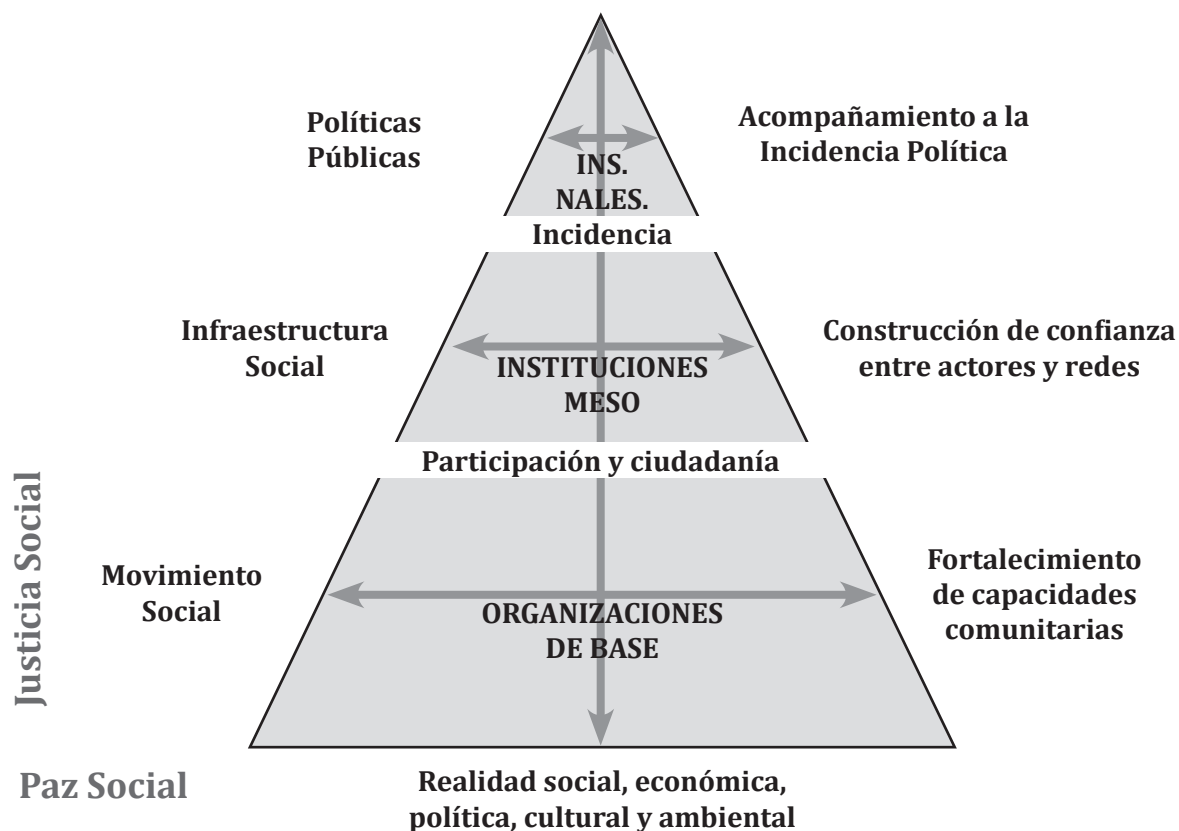 Políticas
Públicas
Acompañamiento a la
Incidencia Política
INS.
NALES.
Incidencia
Infraestructura
Social
Construcción de confianza
entre actores y redes
INSTITUCIONES
MESO
Participación y ciudadanía
Justicia Social
Movimiento
Social
Fortalecimiento
de capacidades
comunitarias
ORGANIZACIONES
DE BASE
Paz Social
Realidad social, económica,
política, cultural y ambiental